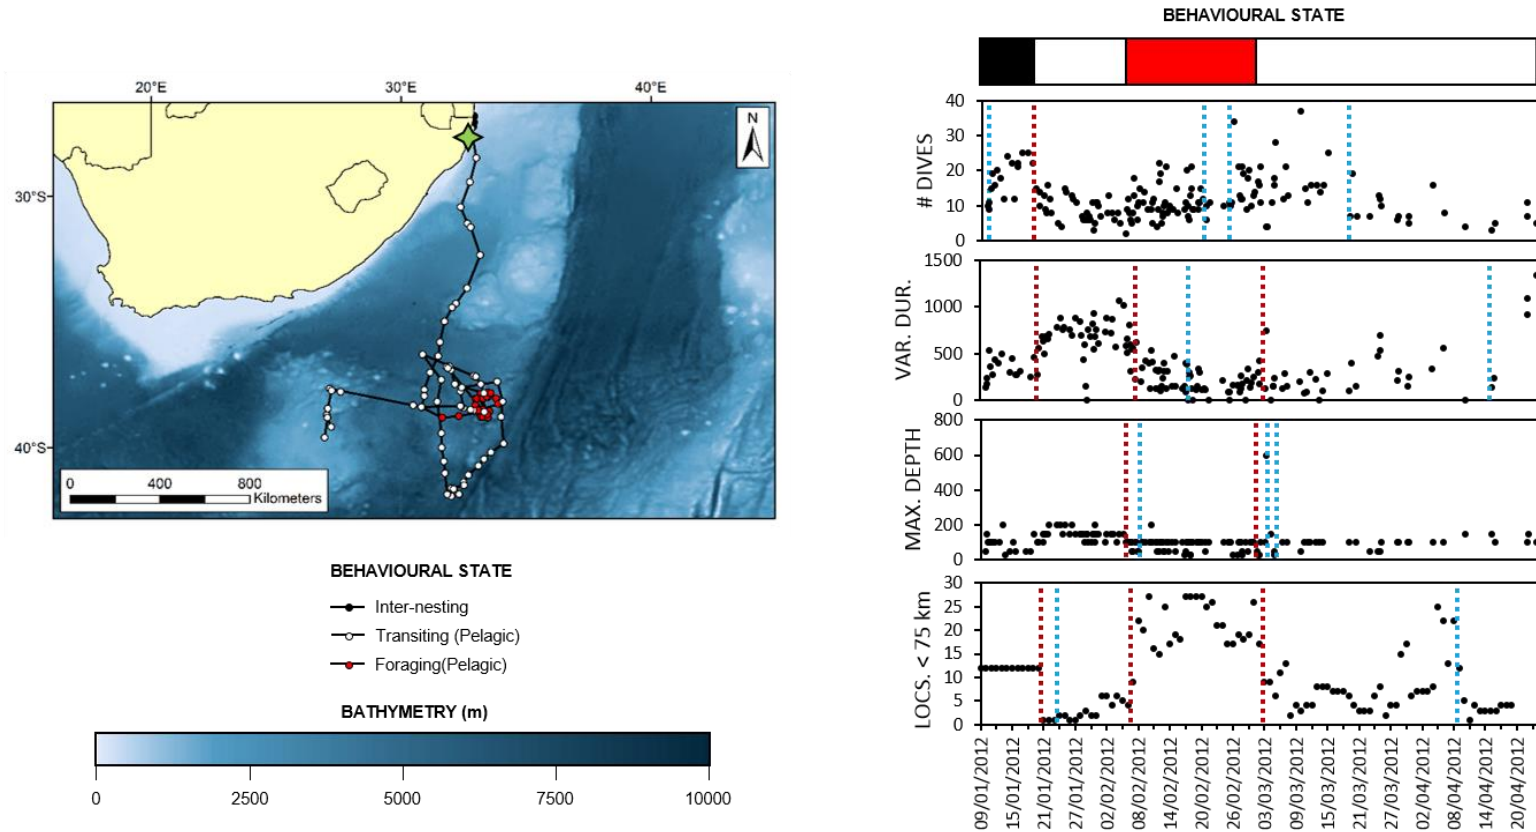 20°E 30°E 40°E
N
30°S
40°S
0 400 800
Kilometers
BEHAVIOURAL STATE
Inter-nesting
Transiting (Pelagic)
Foraging(Pelagic)
BATHYMETRY (m)
0 2500 5000 7500 10000
BEHAVIOURAL STATE
# DIVES
40
30
20
10
0
VAR. DUR.
1500
1000
500
0
MAX. DEPTH
800
600
400
200
0
LOCS. < 75 km
30
25
20
15
10
5
0
09/01/2012
15/01/2012
21/01/2012
27/01/2012
02/02/2012
08/02/2012
14/02/2012
20/02/2012
26/02/2012
03/03/2012
09/03/2012
15/03/2012
21/03/2012
27/03/2012
02/04/2012
08/04/2012
14/04/2012
20/04/2012